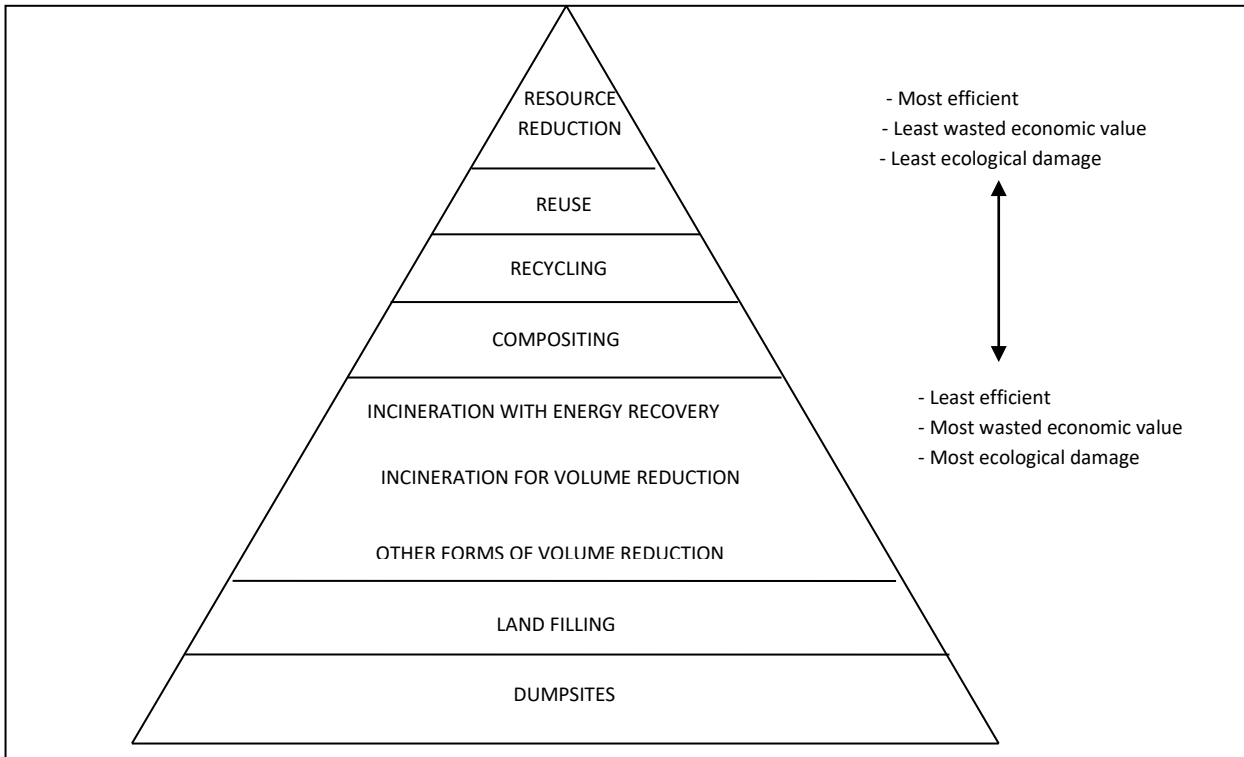 RESOURCE
REDUCTION
REUSE
RECYCLING
COMPOSITING
INCINERATION WITH ENERGY RECOVERY
INCINERATION FOR VOLUME REDUCTION
OTHER FORMS OF VOLUME REDUCTION
LAND FILLING
DUMPSITES
- Most efficient
- Least wasted economic value
- Least ecological damage
- Least efficient
- Most wasted economic value
- Most ecological damage